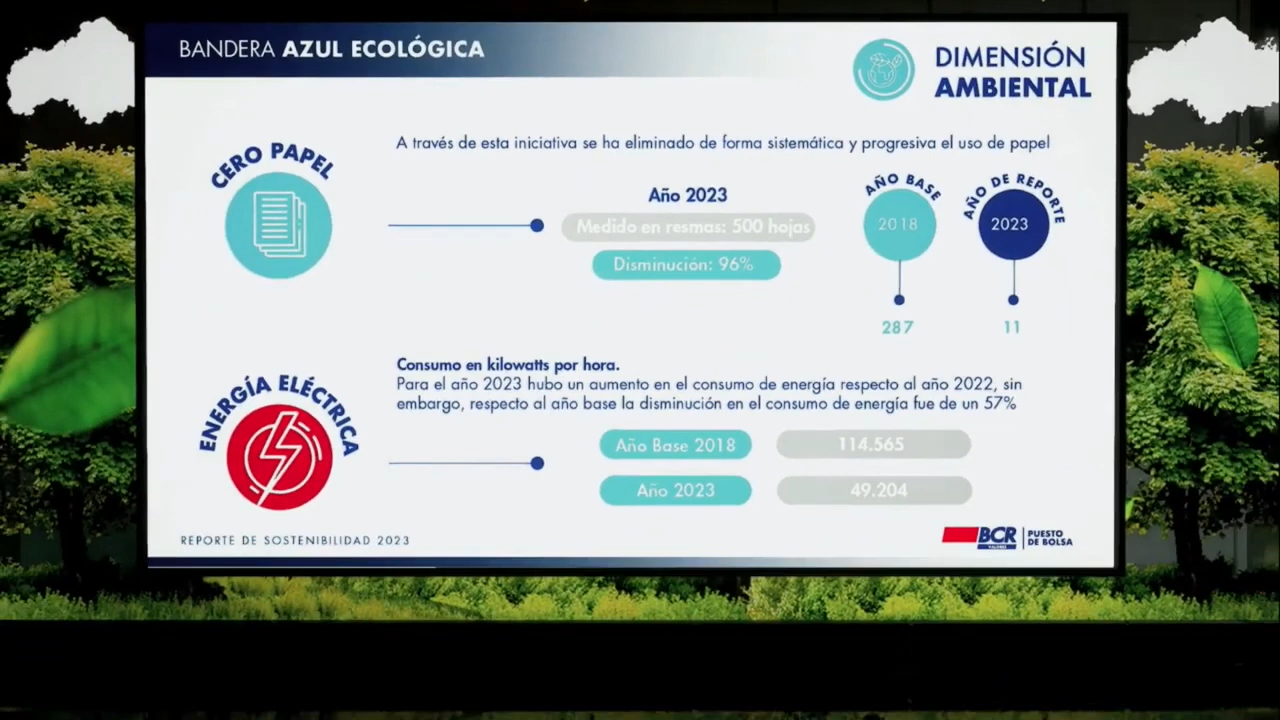 BANDERA AZUL ECOLÓGICA
DIMENSIÓN
AMBIENTAL
CERO PAPEL
A través de esta iniciativa se ha eliminado de forma sistemática y progresiva el uso de papel
Año 2023
Medido en resmas: 500 hojas
Disminución: 96%
AÑO BASE
2018
287
AÑO DE REPORTE
2023
11
ENERGÍA ELÉCTRICA
Consumo en kilowatts por hora.
Para el año 2023 hubo un aumento en el consumo de energía respecto al año 2022, sin
embargo, respecto al año base la disminución en el consumo de energía fue de un 57%
Año Base 2018
114.565
Año 2023
49.204
REPORTE DE SOSTENIBILIDAD 2023
BCR
VALORES
PUESTO
DE BOLSA